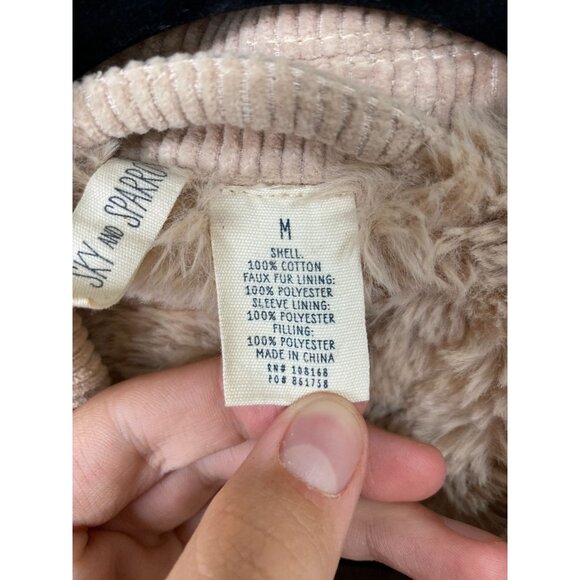 SKY AND SPARRO
M
SHELL:
100% COTTON
FAUX FUR LINING:
100% POLYESTER
SLEEVE LINING:
100% POLYESTER
FILLING:
100% POLYESTER
MADE IN CHINA
RN# 108168
PO# 861758